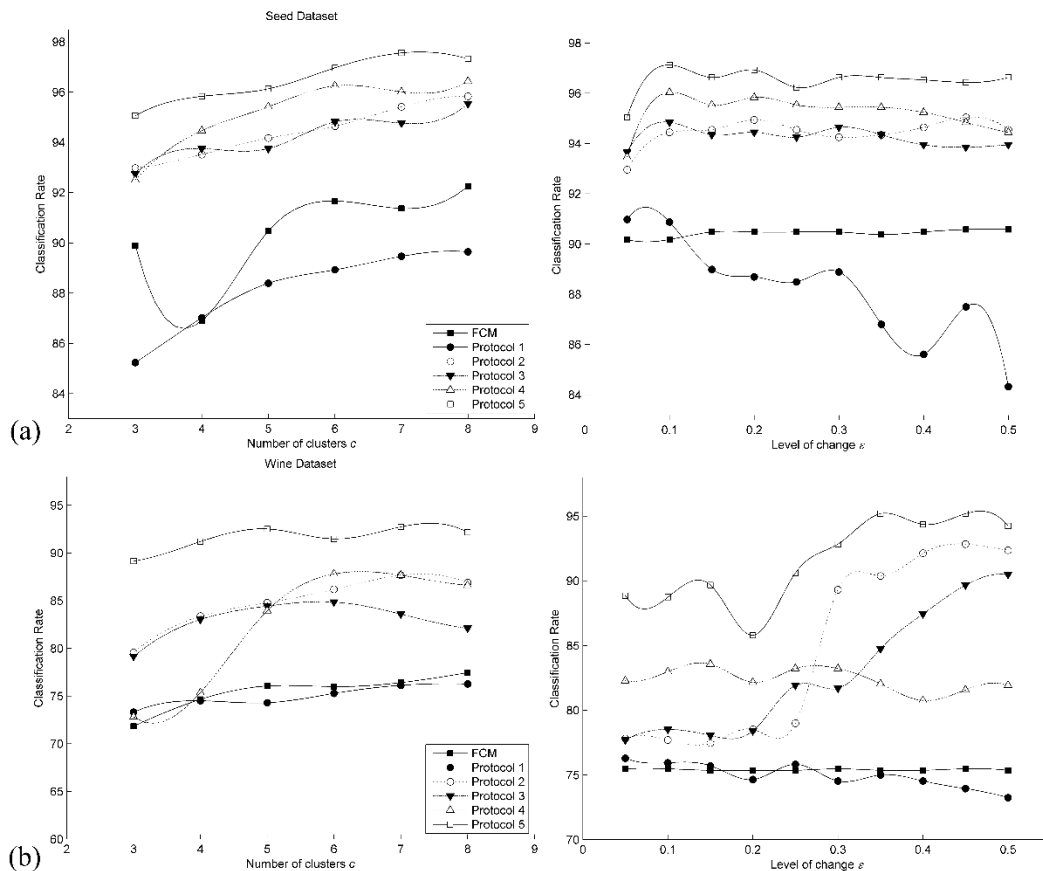 Seed Dataset
98
96
94
92
90
88
86
84
Classification Rate
2
3
4
5
6
7
8
9
Number of clusters c
FCM
Protocol 1
Protocol 2
Protocol 3
Protocol 4
Protocol 5
98
96
94
92
90
88
86
84
Classification Rate
0
0.1
0.2
0.3
0.4
0.5
Level of change ε
(a)
Wine Dataset
95
90
85
80
75
70
65
60
Classification Rate
2
3
4
5
6
7
8
9
Number of clusters c
FCM
Protocol 1
Protocol 2
Protocol 3
Protocol 4
Protocol 5
95
90
85
80
75
70
Classification Rate
0
0.1
0.2
0.3
0.4
0.5
Level of change ε
(b)